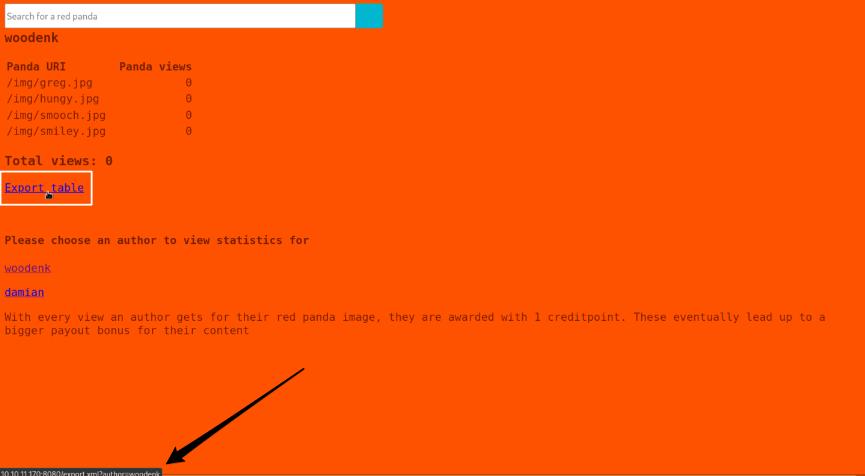 Search for a red panda
woodenk
Panda URI Panda views
/img/greg.jpg 0
/img/hungy.jpg 0
/img/smooch.jpg 0
/img/smiley.jpg 0
Total views: 0
Export table
Please choose an author to view statistics for
woodenk
damian
With every view an author gets for their red panda image, they are awarded with 1 creditpoint. These eventually lead up to a
bigger payout bonus for their content
10.10.11.170:8080/export.xml?author=woodenk